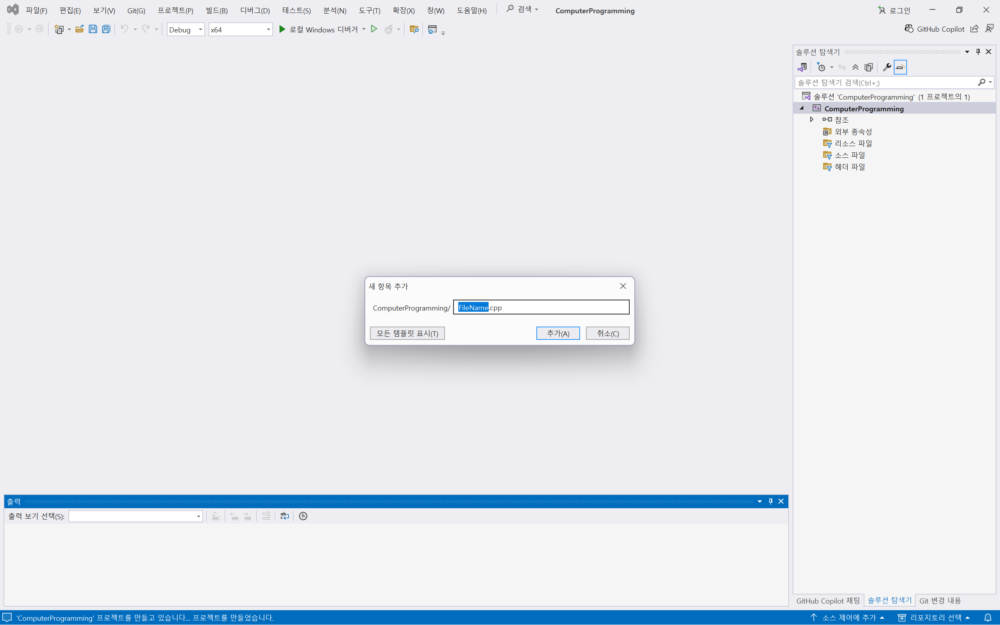 파일(F) 편집(E) 보기(V) Git(G) 프로젝트(P) 빌드(B) 디버그(D) 테스트(S) 분석(N) 도구(T) 확장(X) 창(W) 도움말(H) 검색 ComputerProgramming 로그인
Debug x64 로컬 Windows 디버거 GitHub Copilot
솔루션 탐색기
솔루션 탐색기 검색(Ctrl+;)
솔루션 'ComputerProgramming' (1 프로젝트의 1)
ComputerProgramming
참조
외부 종속성
리소스 파일
소스 파일
헤더 파일
새 항목 추가
ComputerProgramming/ FileName.cpp
모든 템플릿 표시(T) 추가(A) 취소(C)
출력
출력 보기 선택(S):
GitHub Copilot 채팅 솔루션 탐색기 Git 변경 내용
'ComputerProgramming' 프로젝트를 만들고 있습니다... 프로젝트를 만들었습니다. 소스 제어에 추가 리포지토리 선택